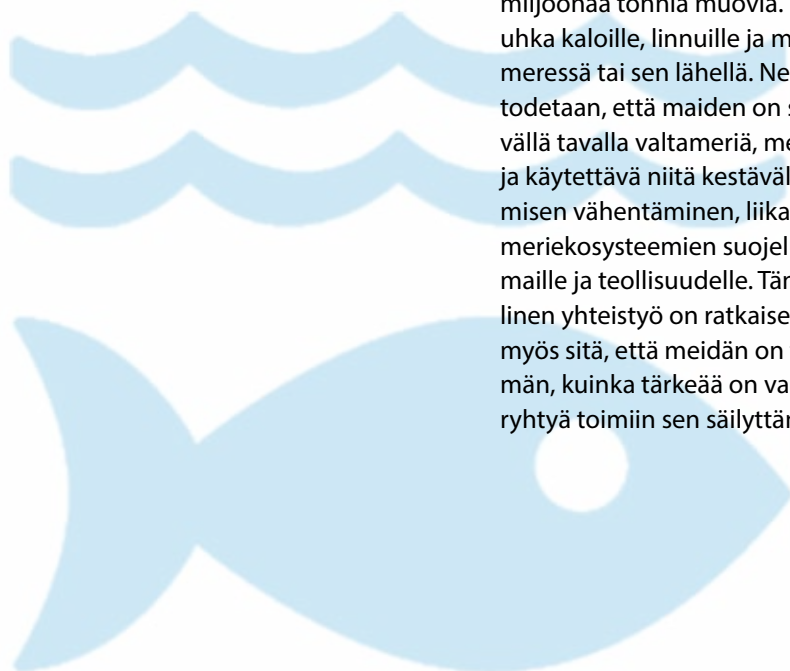 miljoonaa tonnia muovia.
uhka kaloille, linnuille ja m
meressä tai sen lähellä. Ne
todetaan, että maiden on s
vällä tavalla valtameriä, me
ja käytettävä niitä kestäväl
misen vähentäminen, liika
meriekosysteemien suojel
maille ja teollisuudelle. Tär
linen yhteistyö on ratkaise
myös sitä, että meidän on
män, kuinka tärkeää on va
ryhtyä toimiin sen säilyttär